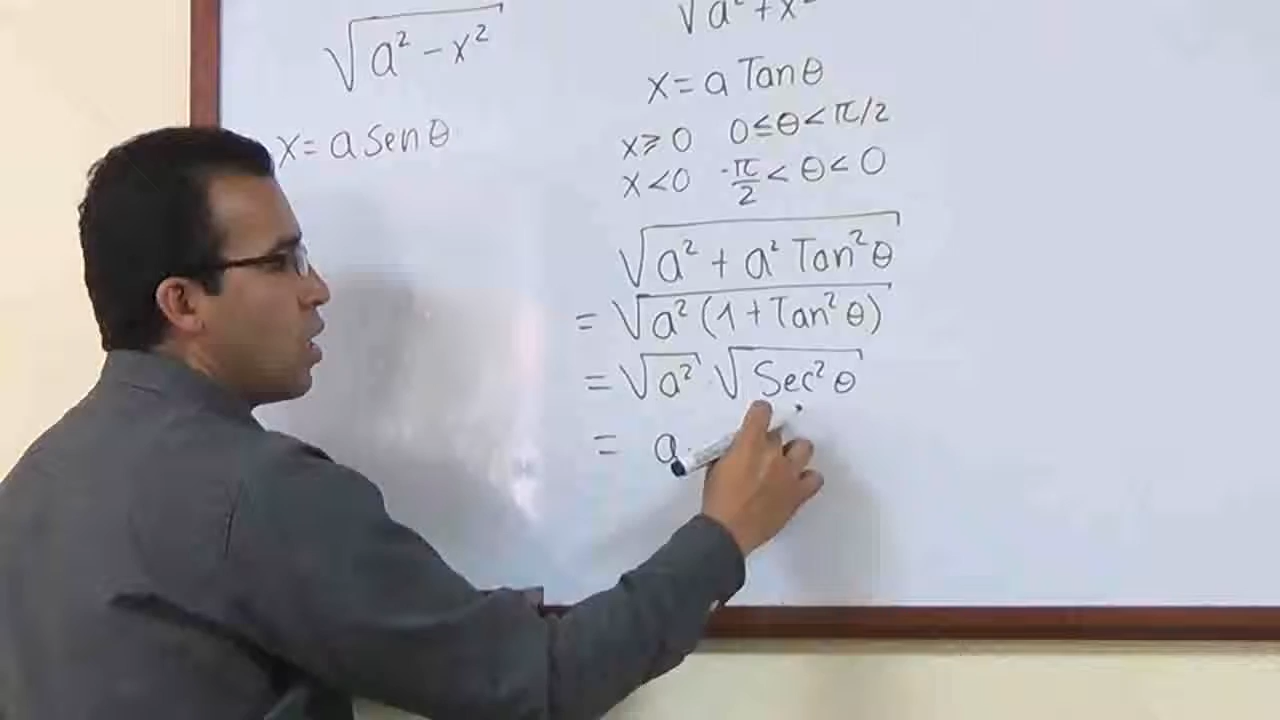 √(a² - x²)
x = a Sen θ
√(a² + x²
x = a Tan θ
x ≥ 0 0 ≤ θ < π/2
x < 0 -π/2 < θ < 0
√(a² + a² Tan² θ)
= √(a² (1 + Tan² θ))
= √(a²) · √(Sec² θ)
= a